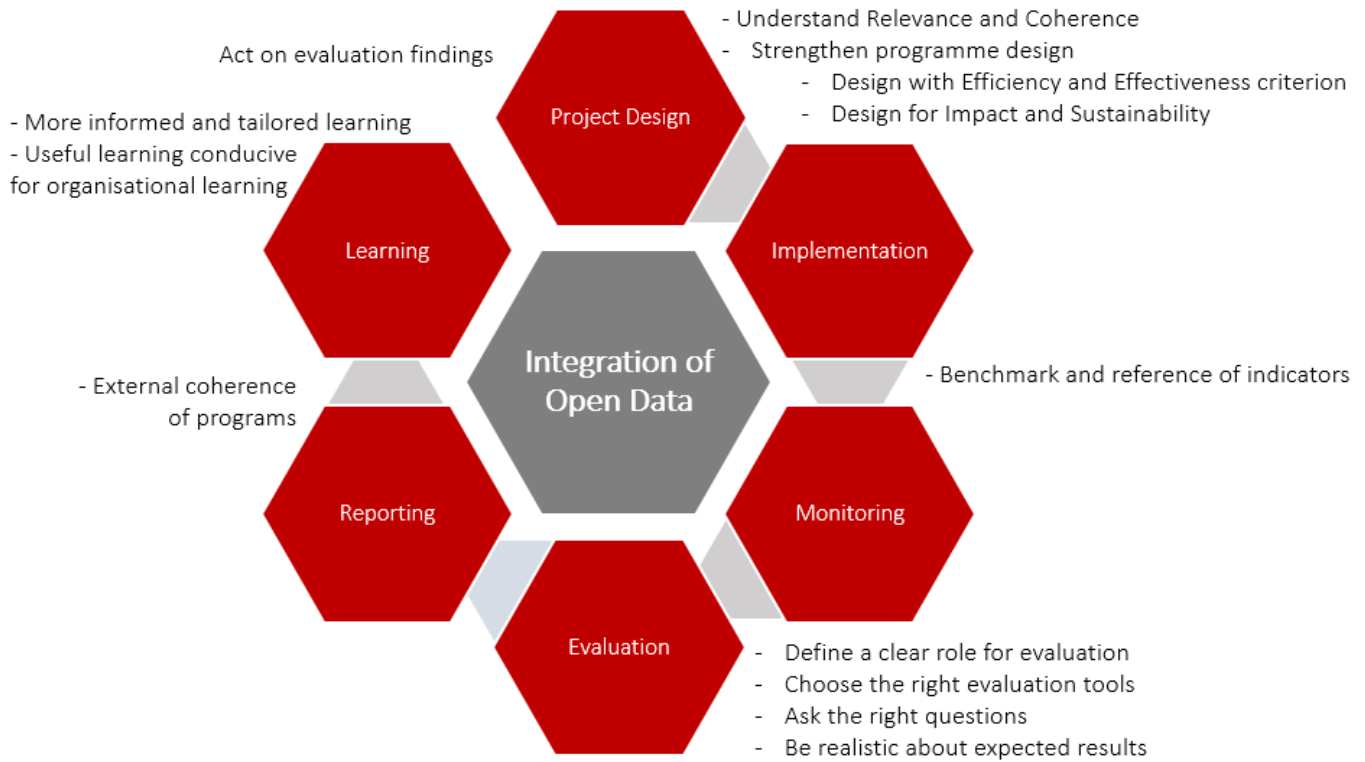 Act on evaluation findings
Project Design
- Understand Relevance and Coherence
- Strengthen programme design
- Design with Efficiency and Effectiveness criterion
- Design for Impact and Sustainability
- More informed and tailored learning
- Useful learning conducive
for organisational learning
Learning
Implementation
Integration of
Open Data
- External coherence
of programs
- Benchmark and reference of indicators
Reporting
Monitoring
Evaluation
- Define a clear role for evaluation
- Choose the right evaluation tools
- Ask the right questions
- Be realistic about expected results